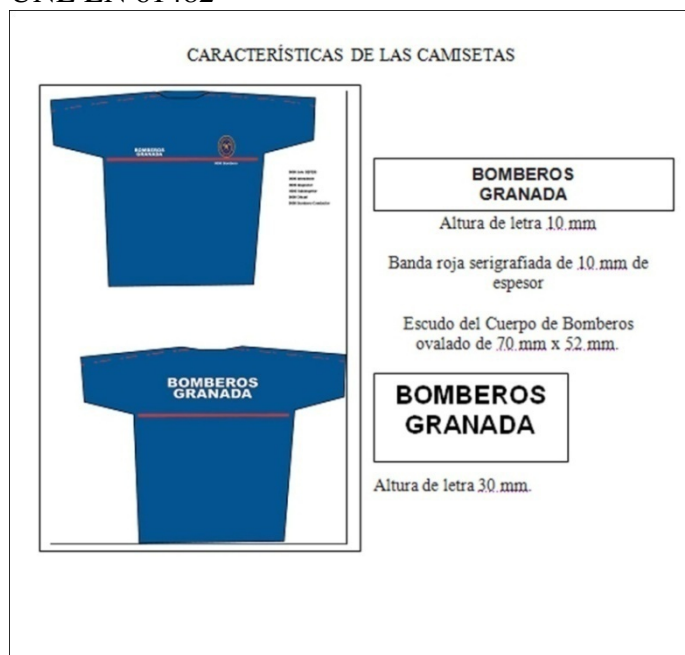 UNE-EN 61482
CARACTERÍSTICAS DE LAS CAMISETAS
BOMBEROS
GRANADA
BOMBEROS
GRANADA
Altura de letra 10 mm
Banda roja serigrafiada de 10 mm de
espesor
Escudo del Cuerpo de Bomberos
ovalado de 70 mm x 52 mm.
BOMBEROS
GRANADA
BOMBEROS
GRANADA
Altura de letra 30 mm.